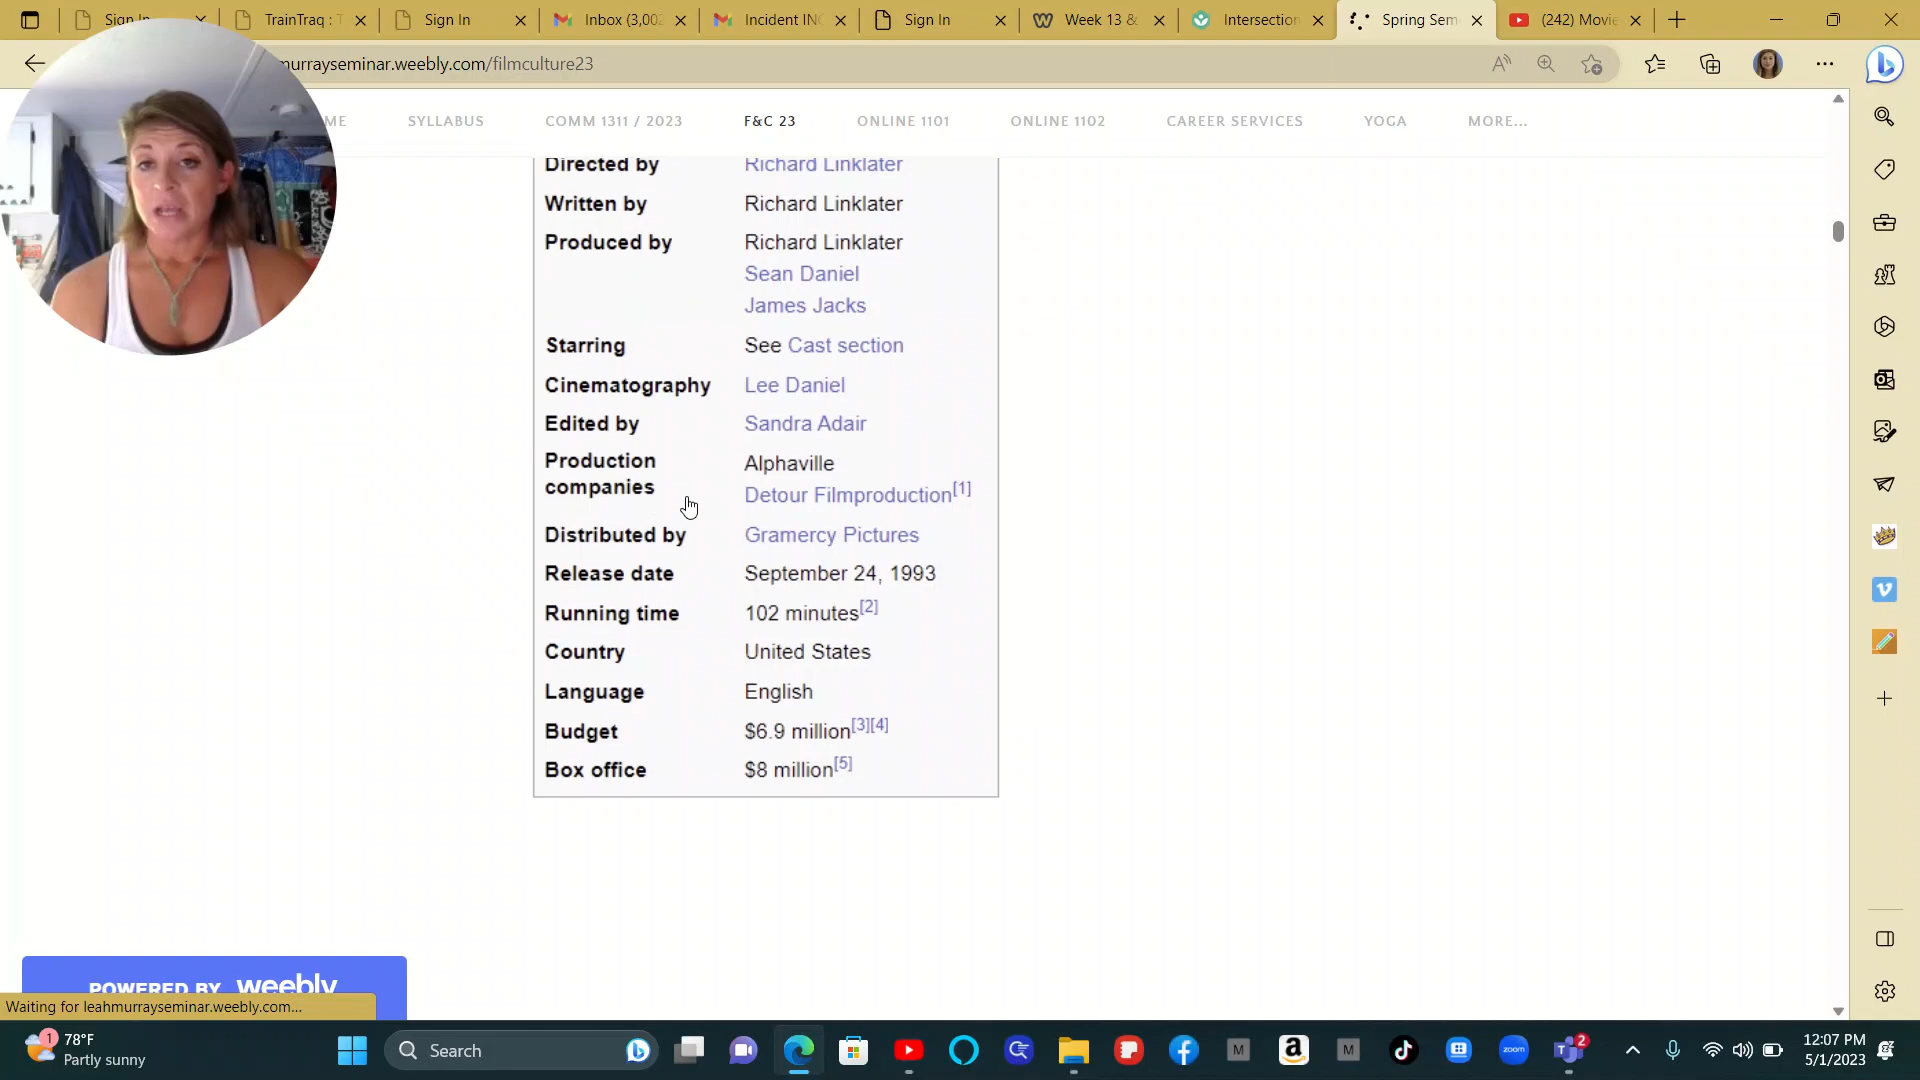 Sign In
TrainTraq : T
Sign In
Inbox (3,002
Incident INC
Sign In
Week 13 &
Intersection
Spring Sem
(242) Movie
murrayseminar.weebly.com/filmculture23
ME
SYLLABUS
COMM 1311 / 2023
F&C 23
ONLINE 1101
ONLINE 1102
CAREER SERVICES
YOGA
MORE...
Directed by Richard Linklater
Written by Richard Linklater
Produced by Richard Linklater
Sean Daniel
James Jacks
Starring See Cast section
Cinematography Lee Daniel
Edited by Sandra Adair
Production Alphaville
companies Detour Filmproduction[1]
Distributed by Gramercy Pictures
Release date September 24, 1993
Running time 102 minutes[2]
Country United States
Language English
Budget $6.9 million[3][4]
Box office $8 million[5]
POWERED BY weebly
Waiting for leahmurrayseminar.weebly.com...
1
78°F
Partly sunny
Search
M
M
zoom
2
12:07 PM
5/1/2023